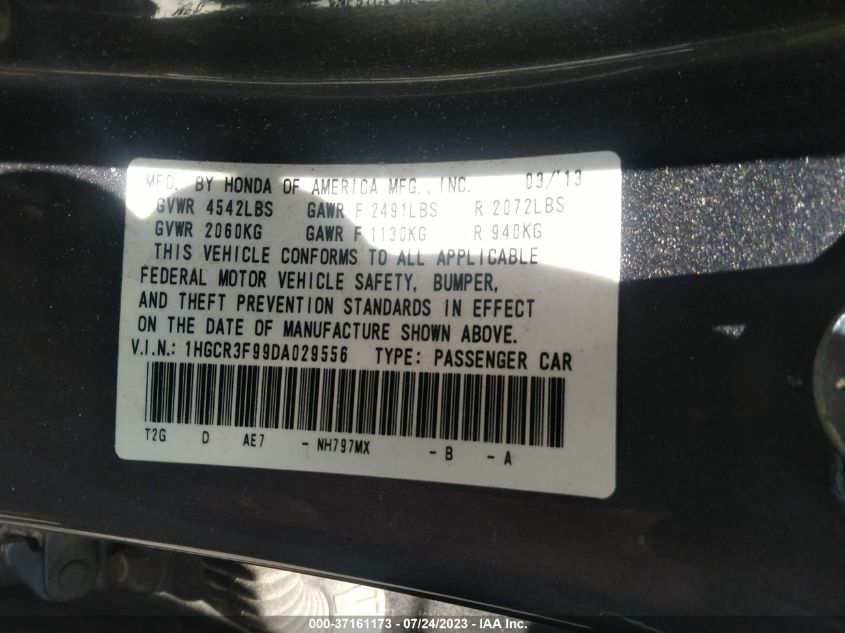 MFD. BY HONDA OF AMERICA MFG., INC. 03/'13
GVWR 4542LBS GAWR F 2491LBS R 2072LBS
GVWR 2060KG GAWR F 1130KG R 940KG
THIS VEHICLE CONFORMS TO ALL APPLICABLE
FEDERAL MOTOR VEHICLE SAFETY, BUMPER,
AND THEFT PREVENTION STANDARDS IN EFFECT
ON THE DATE OF MANUFACTURE SHOWN ABOVE.
V.I.N.: 1HGCR3F99DA029556 TYPE: PASSENGER CAR
T2G D AE7 - NH797MX - B - A
000-37161173 - 07/24/2023 - IAA Inc.